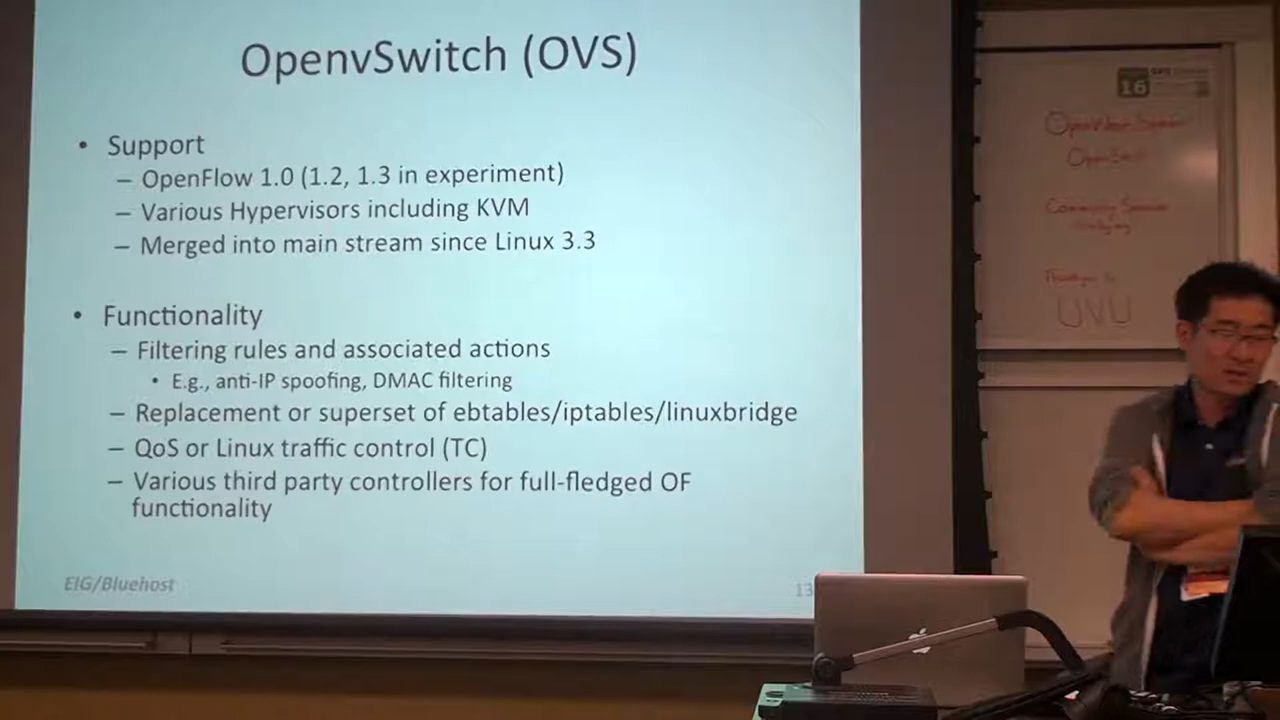 OpenvSwitch (OVS)
• Support
– OpenFlow 1.0 (1.2, 1.3 in experiment)
– Various Hypervisors including KVM
– Merged into main stream since Linux 3.3
• Functionality
– Filtering rules and associated actions
• E.g., anti-IP spoofing, DMAC filtering
– Replacement or superset of ebtables/iptables/linuxbridge
– QoS or Linux traffic control (TC)
– Various third party controllers for full-fledged OF
functionality
EIG/Bluehost
13
16
UVU